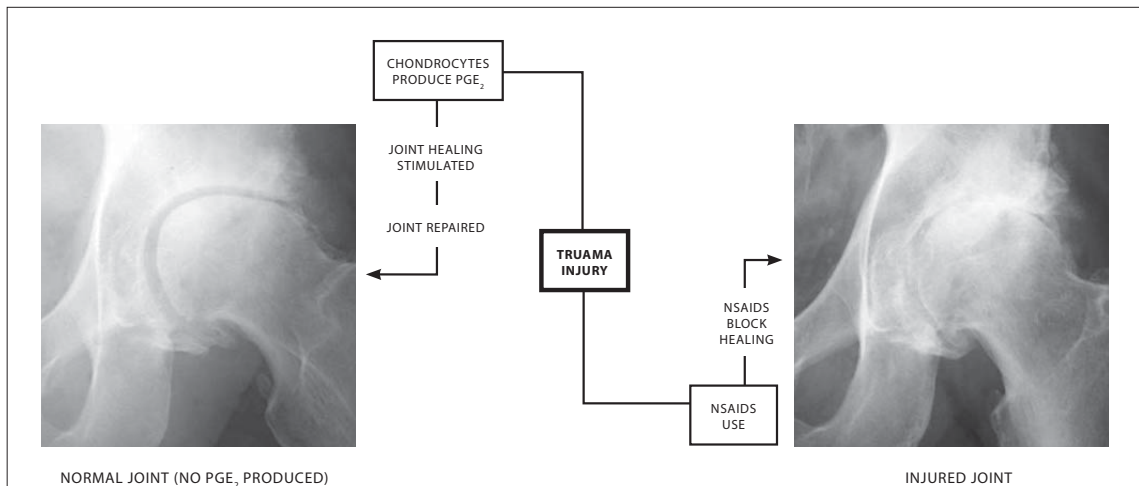 CHONDROCYTES
PRODUCE PGE₂
JOINT HEALING
STIMULATED
JOINT REPAIRED
TRUAMA
INJURY
NSAIDS
BLOCK
HEALING
NSAIDS
USE
NORMAL JOINT (NO PGE₂ PRODUCED)
INJURED JOINT